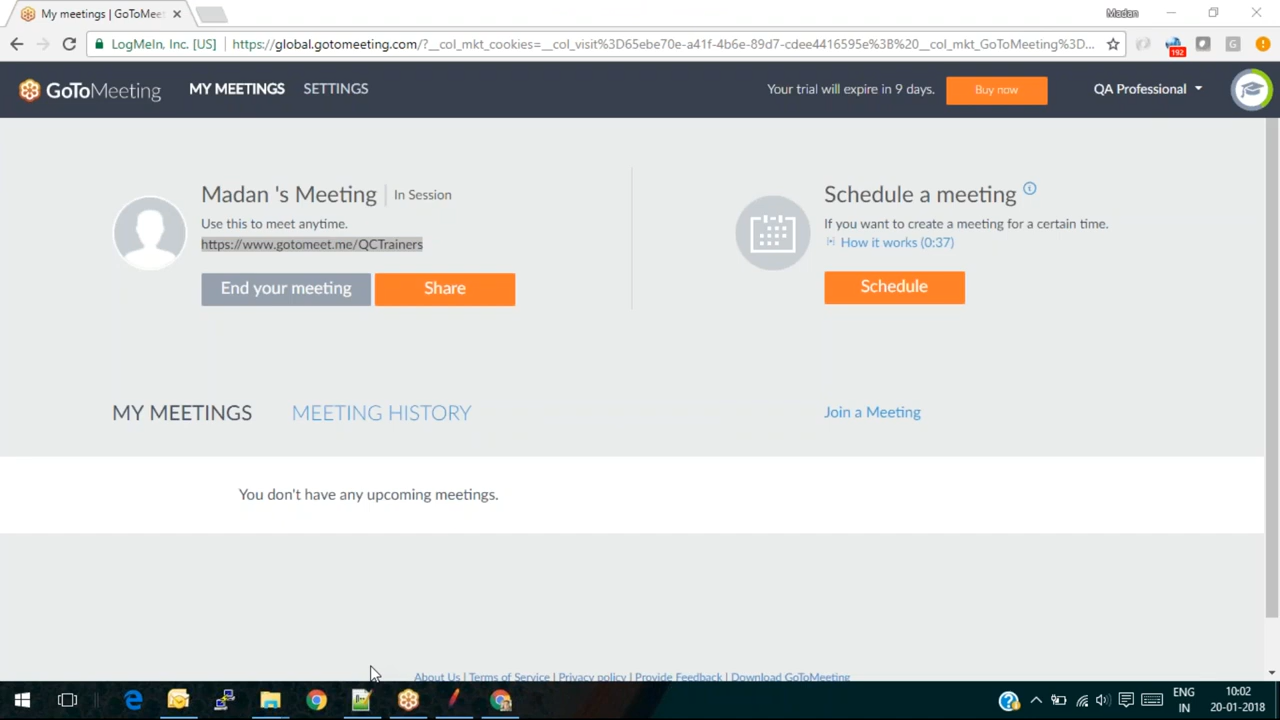 My meetings | GoToMeet
Madan
LogMeIn, Inc. [US] | https://global.gotomeeting.com/?__col_mkt_cookies=__col_visit%3D65ebe70e-a41f-4b6e-89d7-cdee4416595e%3B%20__col_mkt_GoToMeeting%3D...
192
G
GoToMeeting
MY MEETINGS
SETTINGS
Your trial will expire in 9 days.
Buy now
QA Professional
Madan 's Meeting
In Session
Use this to meet anytime.
https://www.gotomeet.me/QCTrainers
End your meeting
Share
Schedule a meeting
If you want to create a meeting for a certain time.
How it works (0:37)
Schedule
MY MEETINGS
MEETING HISTORY
Join a Meeting
You don't have any upcoming meetings.
About Us | Terms of Service | Privacy policy | Provide Feedback | Download GoToMeeting
ENG
IN
10:02
20-01-2018